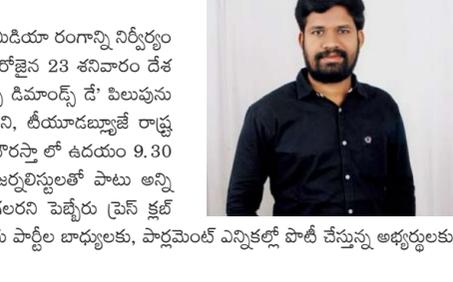 మిడియా రంగాన్ని నిర్వీర్యం
రోజైన 23 శనివారం దేశ
డిమాండ్స్ డే' పిలుపును
ని, టీయూడబ్ల్యూజే రాష్ట్ర
చౌరస్తా లో ఉదయం 9.30
జర్నలిస్టులతో పాటు అన్ని
గలరని పెబ్బేరు ప్రెస్ క్లబ్
పార్టీల బాధ్యులకు, పార్లమెంట్ ఎన్నికల్లో పొటీ చేస్తున్న అభ్యర్థులకు